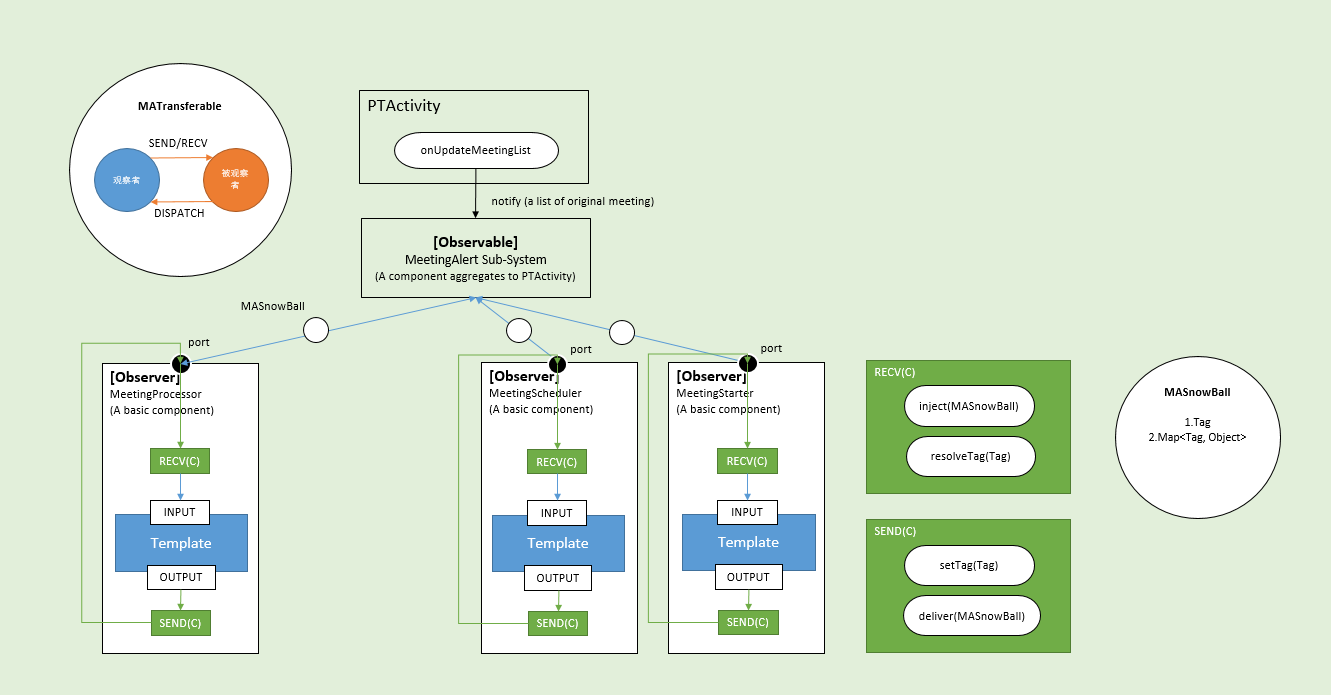 MATransferable
SEND/RECV
观察者
被观察
者
DISPATCH
PTActivity
onUpdateMeetingList
notify (a list of original meeting)
[Observable]
MeetingAlert Sub-System
(A component aggregates to PTActivity)
MASnowBall
port
port
port
[Observer]
MeetingProcessor
(A basic component)
RECV(C)
INPUT
Template
OUTPUT
SEND(C)
[Observer]
MeetingScheduler
(A basic component)
RECV(C)
INPUT
Template
OUTPUT
SEND(C)
[Observer]
MeetingStarter
(A basic component)
RECV(C)
INPUT
Template
OUTPUT
SEND(C)
RECV(C)
inject(MASnowBall)
resolveTag(Tag)
SEND(C)
setTag(Tag)
deliver(MASnowBall)
MASnowBall
1.Tag
2.Map<Tag, Object>